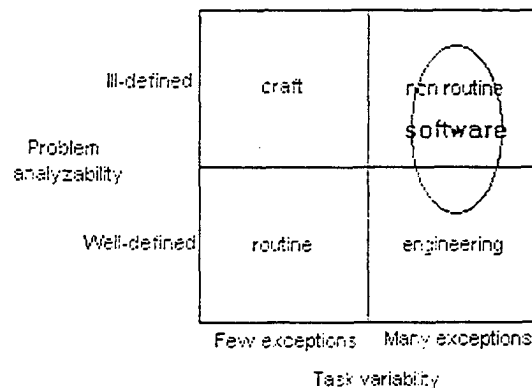 Ill-defined
craft
non routine
software
Problem
analyzability
Well-defined
routine
engineering
Few exceptions
Many exceptions
Task variability